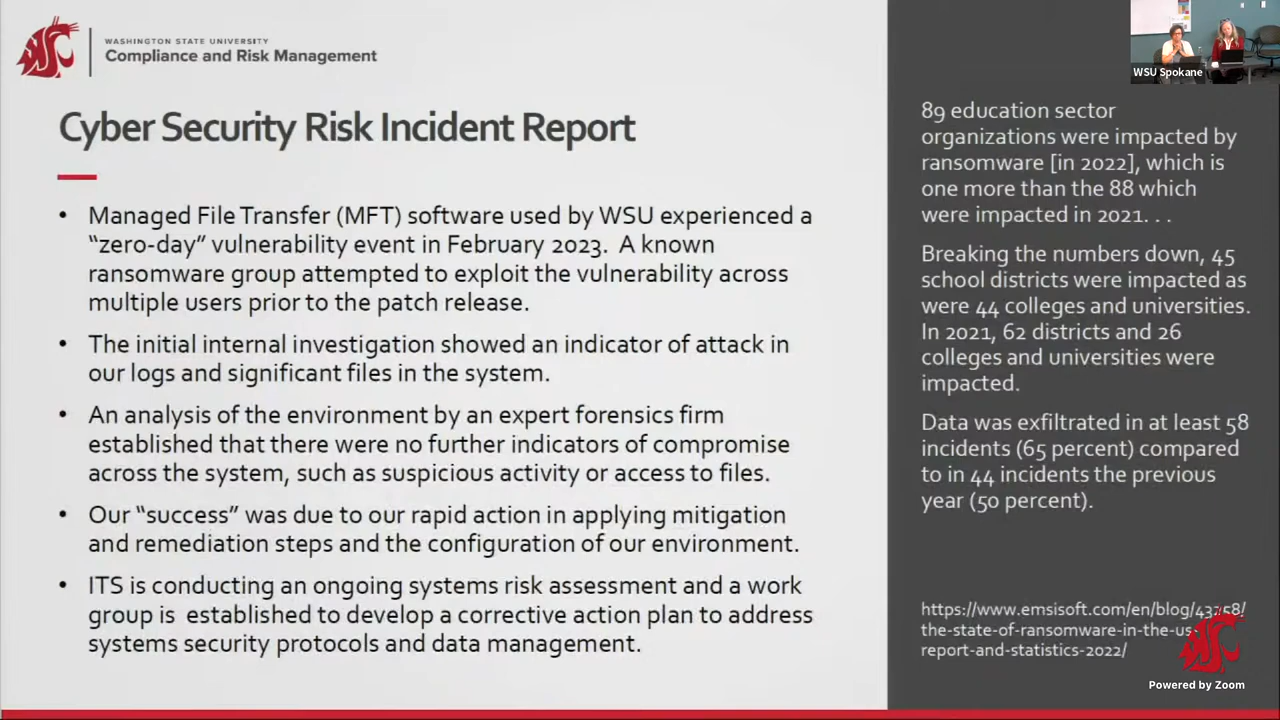 WASHINGTON STATE UNIVERSITY
Compliance and Risk Management
Cyber Security Risk Incident Report
• Managed File Transfer (MFT) software used by WSU experienced a
“zero-day” vulnerability event in February 2023.  A known
ransomware group attempted to exploit the vulnerability across
multiple users prior to the patch release.
• The initial internal investigation showed an indicator of attack in
our logs and significant files in the system.
• An analysis of the environment by an expert forensics firm
established that there were no further indicators of compromise
across the system, such as suspicious activity or access to files.
• Our “success” was due to our rapid action in applying mitigation
and remediation steps and the configuration of our environment.
• ITS is conducting an ongoing systems risk assessment and a work
group is  established to develop a corrective action plan to address
systems security protocols and data management.
WSU Spokane
89 education sector
organizations were impacted by
ransomware [in 2022], which is
one more than the 88 which
were impacted in 2021. . .
Breaking the numbers down, 45
school districts were impacted as
were 44 colleges and universities.
In 2021, 62 districts and 26
colleges and universities were
impacted.
Data was exfiltrated in at least 58
incidents (65 percent) compared
to in 44 incidents the previous
year (50 percent).
https://www.emsisoft.com/en/blog/43258/
the-state-of-ransomware-in-the-us-
report-and-statistics-2022/
Powered by Zoom